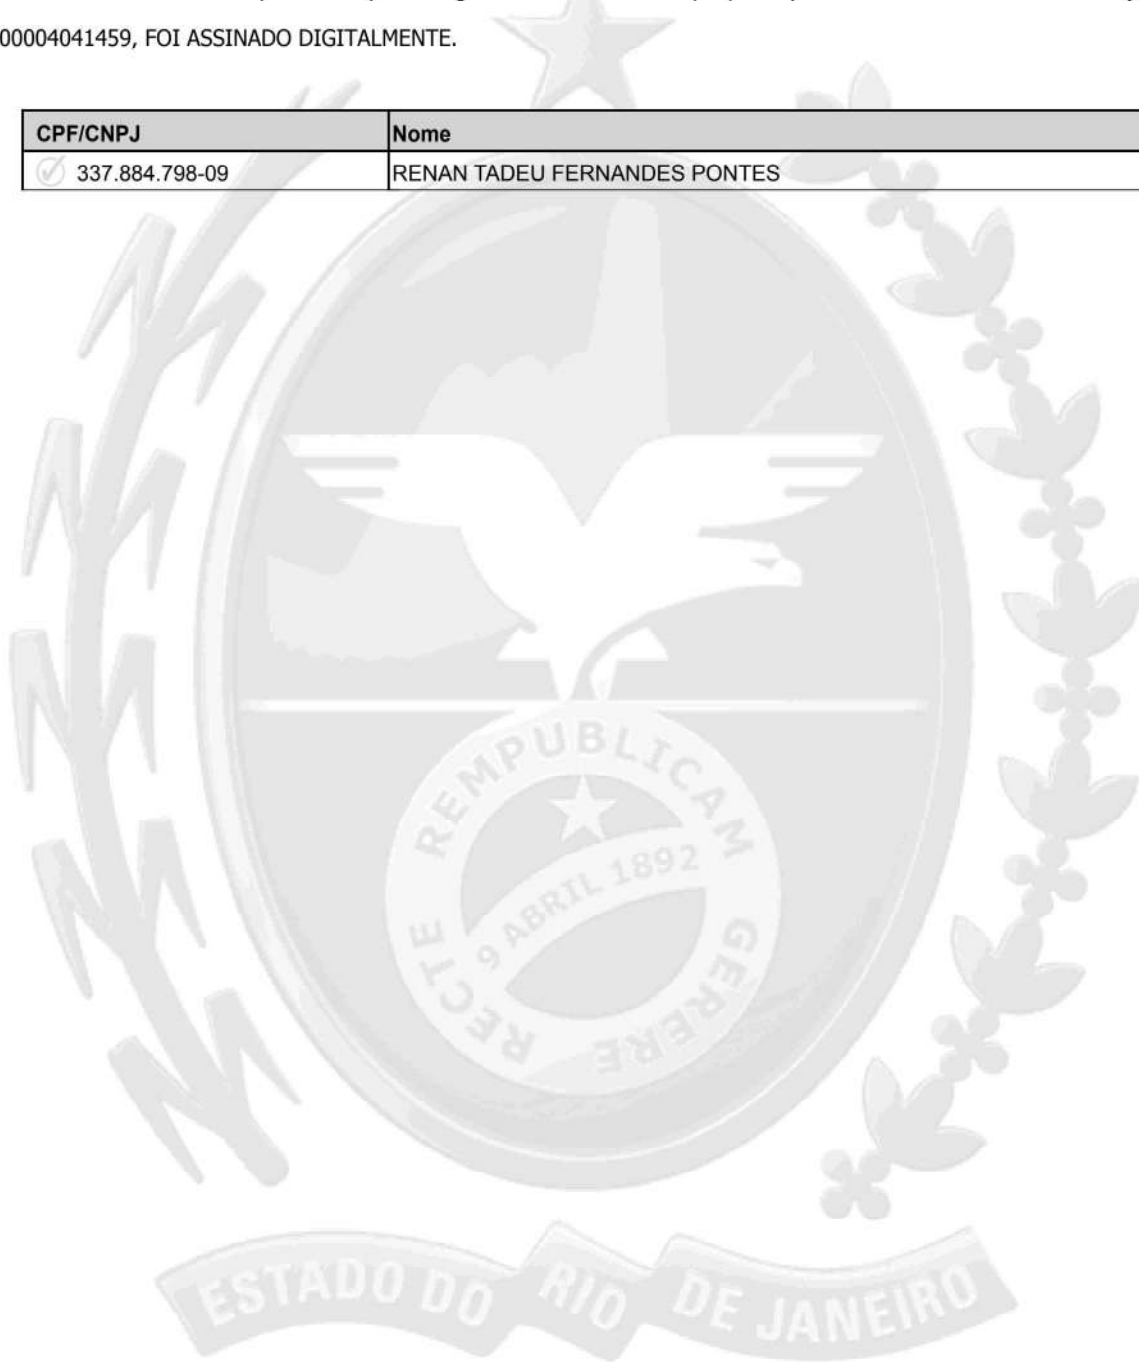 00004041459, FOI ASSINADO DIGITALMENTE.
CPF/CNPJ Nome
337.884.798-09 RENAN TADEU FERNANDES PONTES
RECTE REMPUBLICAM GERERE
9 ABRIL 1892
ESTADO DO RIO DE JANEIRO